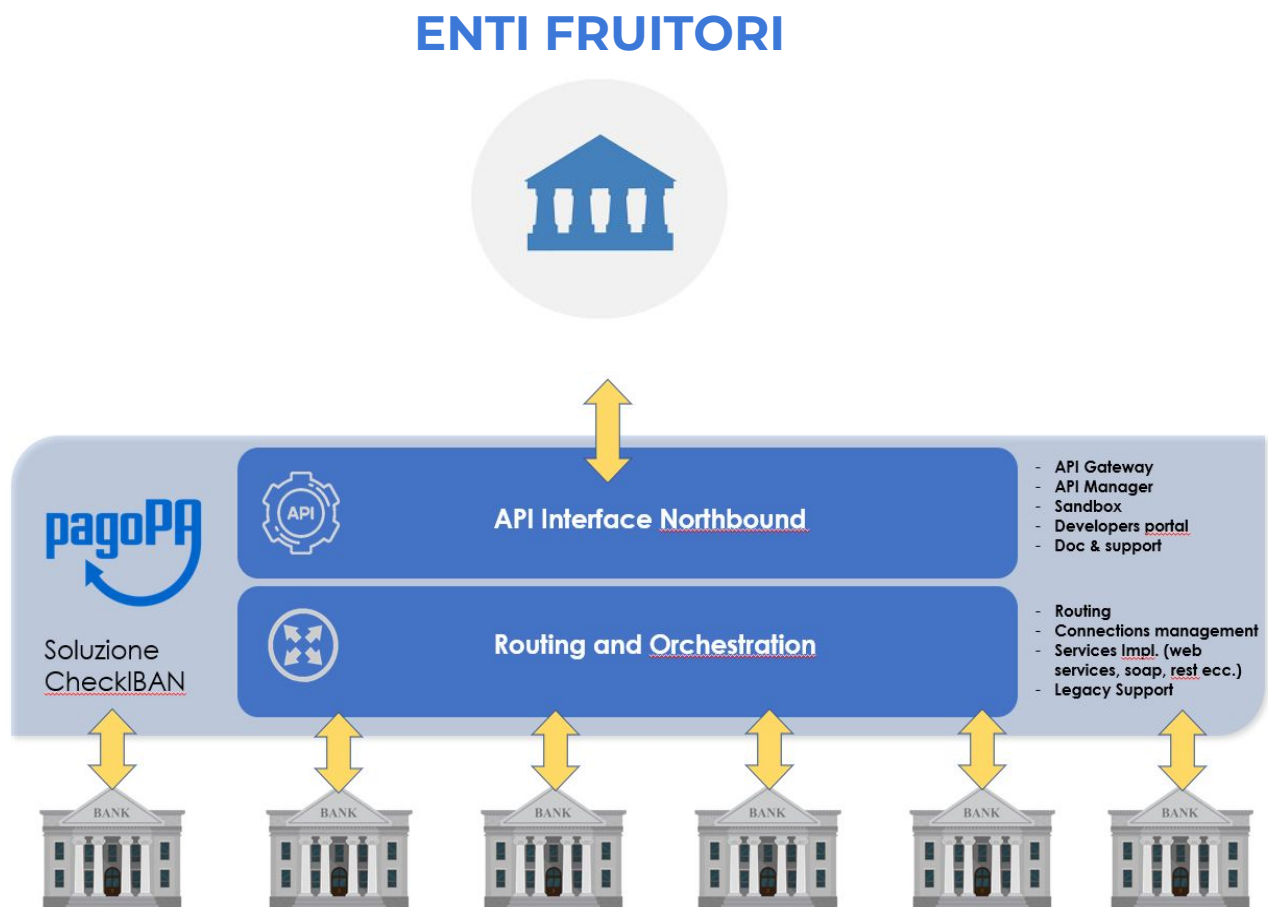 ENTI FRUITORI
API
API Interface Northbound
- API Gateway
- API Manager
- Sandbox
- Developers portal
- Doc & support
pagoPA
Soluzione
CheckIBAN
Routing and Orchestration
- Routing
- Connections management
- Services Impl. (web
services, soap, rest ecc.)
- Legacy Support
BANK
BANK
BANK
BANK
BANK
BANK